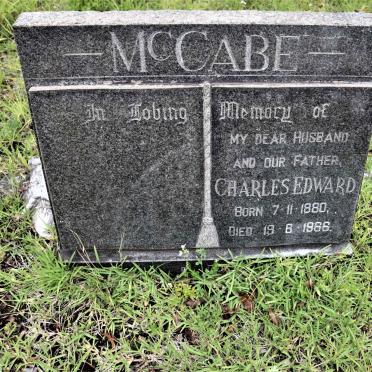 McCABE
In Loving Memory of
MY DEAR HUSBAND
AND OUR FATHER,
CHARLES EDWARD
BORN 7-11-1880,
DIED 19-6-1966.